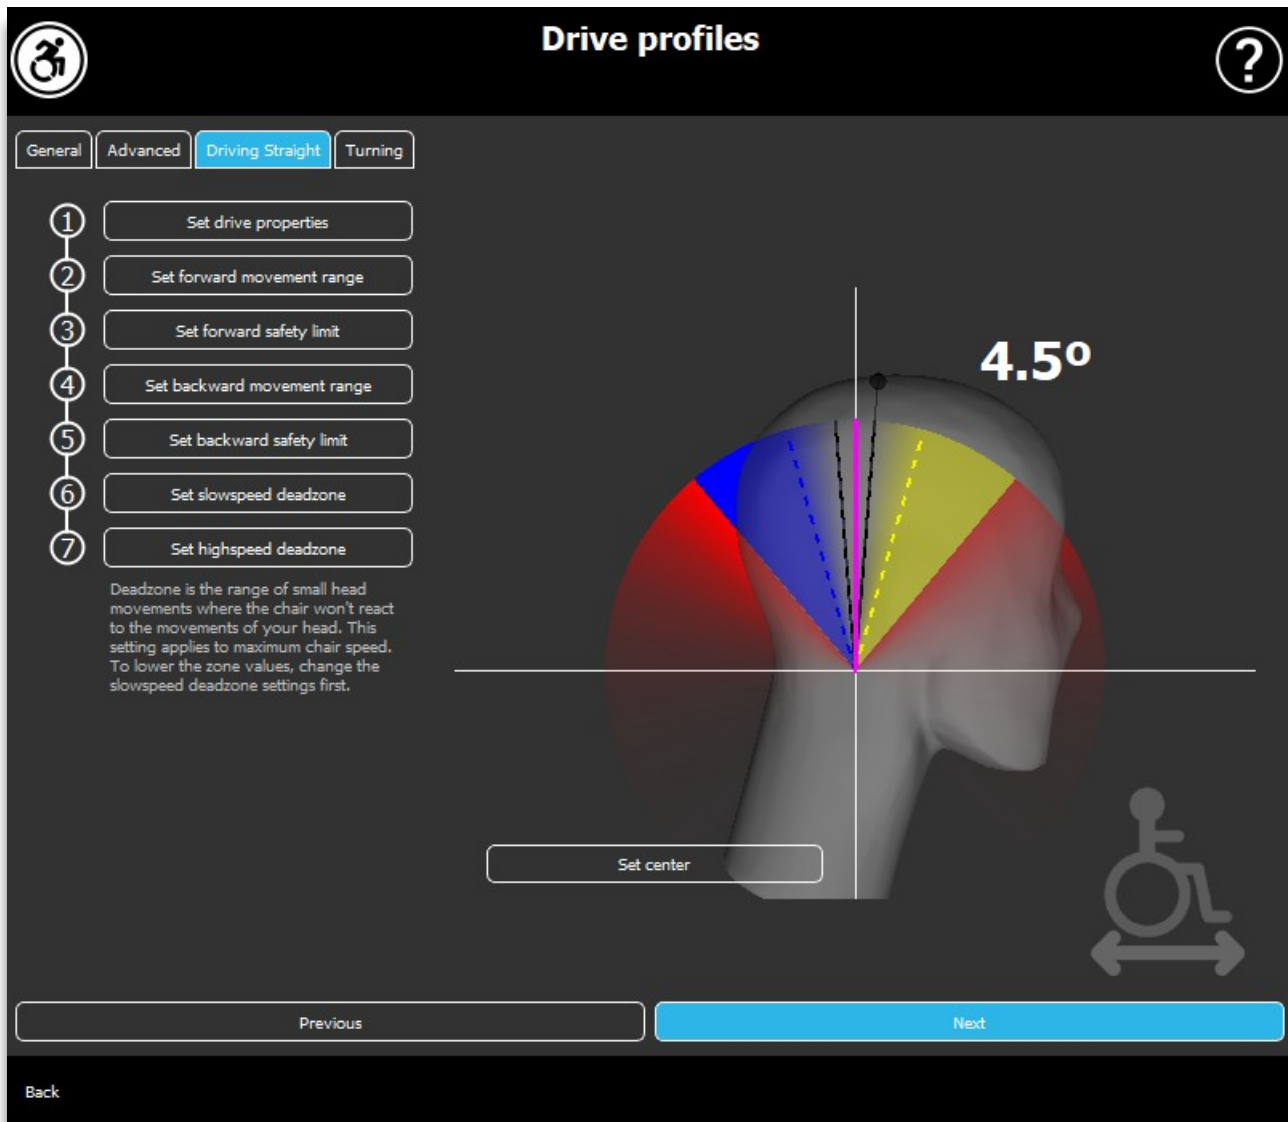 Drive profiles
?
General
Advanced
Driving Straight
Turning
1
Set drive properties
2
Set forward movement range
3
Set forward safety limit
4
Set backward movement range
5
Set backward safety limit
6
Set slowspeed deadzone
7
Set highspeed deadzone
Deadzone is the range of small head
movements where the chair won't react
to the movements of your head. This
setting applies to maximum chair speed.
To lower the zone values, change the
slowspeed deadzone settings first.
4.5º
Set center
Previous
Next
Back